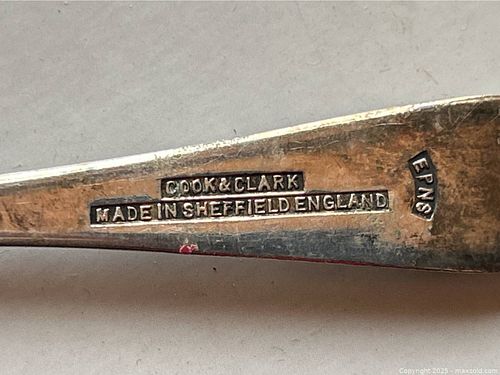 COOK & CLARK
MADE IN SHEFFIELD ENGLAND
EPNS
Copyright 2025 - maxsold.com